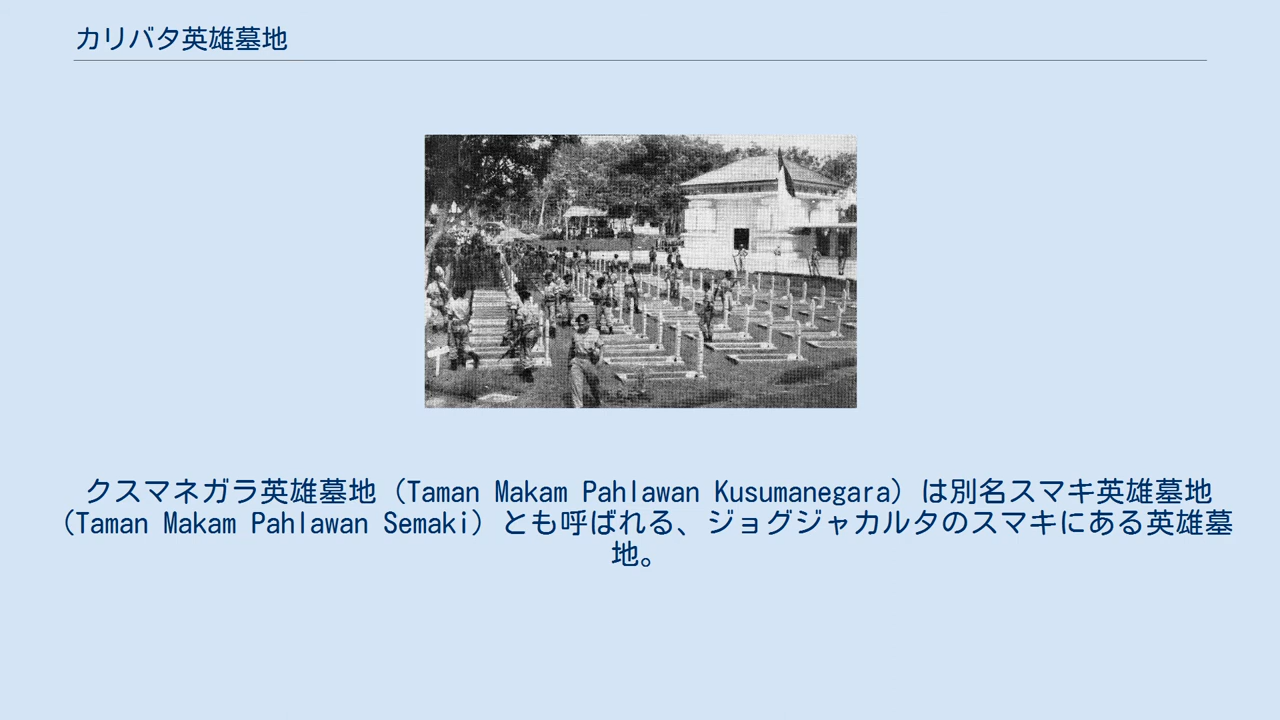 カリバタ英雄墓地
クスマネガラ英雄墓地（Taman Makam Pahlawan Kusumanegara）は別名スマキ英雄墓地
（Taman Makam Pahlawan Semaki）とも呼ばれる、ジョグジャカルタのスマキにある英雄墓
地。